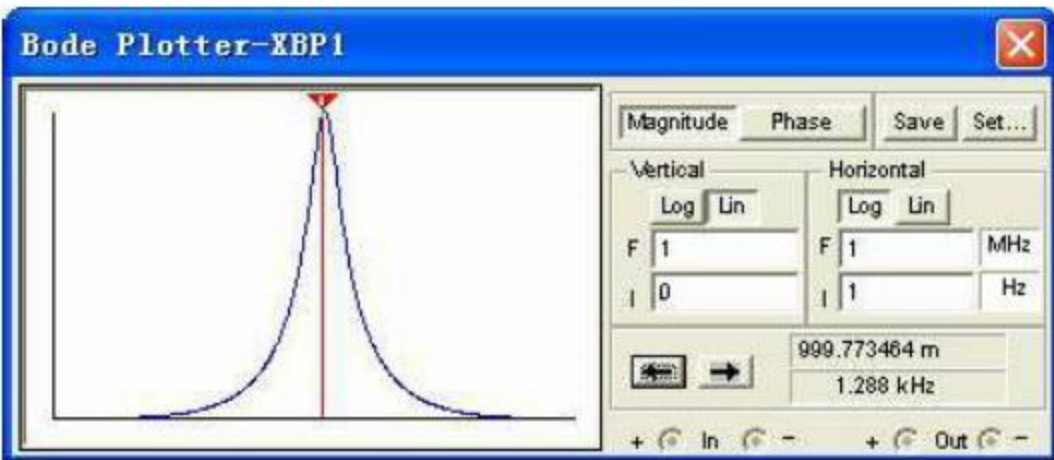 Bode Plotter-XBP1
Magnitude Phase Save Set...
Vertical Horizontal
Log Lin Log Lin
F 1 F 1 MHz
I 0 I 1 Hz
999.773464 m
1.288 kHz
+ In - + Out -